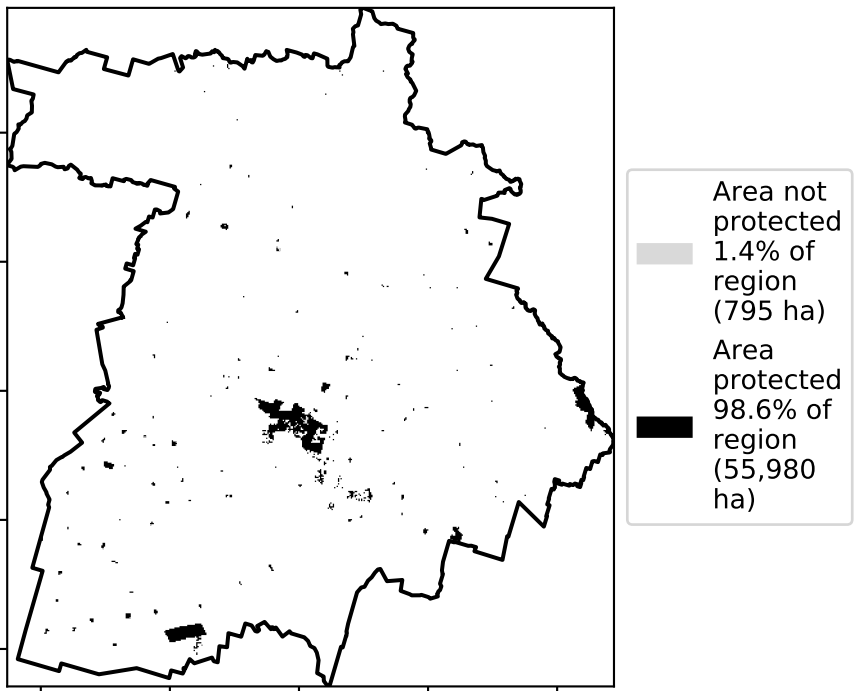 Area not
protected
1.4% of
region
(795 ha)
Area
protected
98.6% of
region
(55,980
ha)